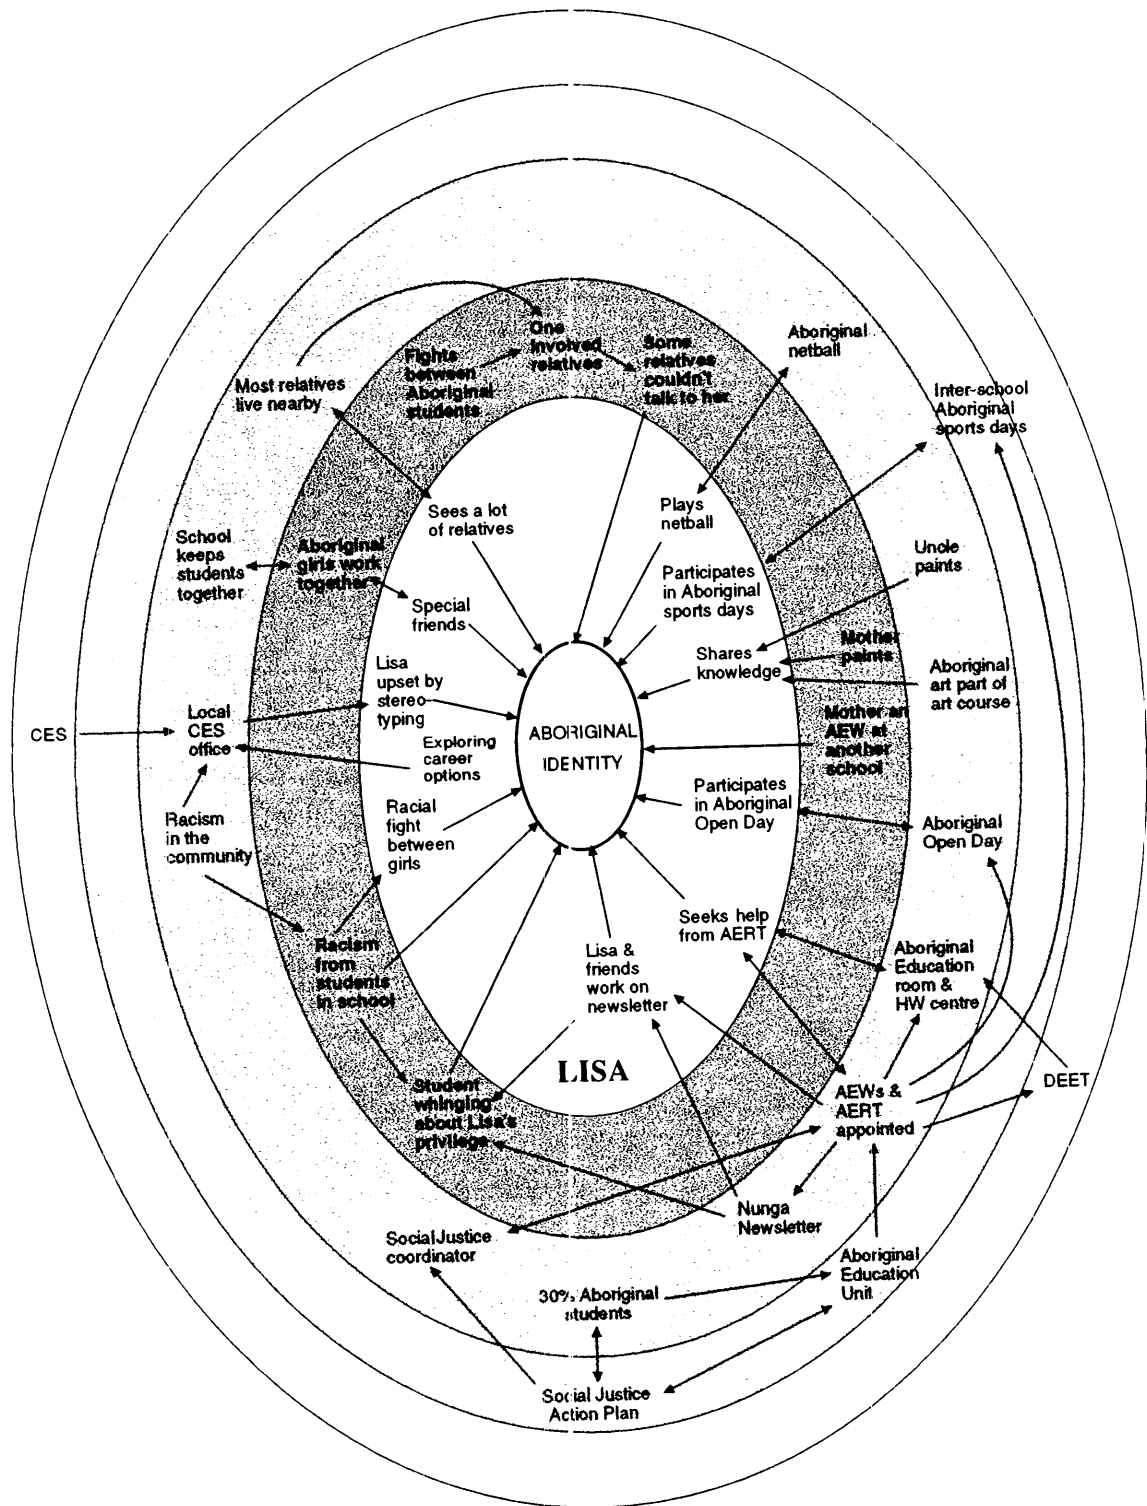 One
involved
relatives
Some
relatives
couldn't
talk to her
Aboriginal
netball
Fights
between
Aboriginal
students
Most relatives
live nearby
Inter-school
Aboriginal
sports days
Sees a lot
of relatives
Plays
netball
School
keeps
students
together
Aboriginal
girls work
together
Uncle
paints
Special
friends
Participates
in Aboriginal
sports days
Shares
knowledge
Mother
paints
Aboriginal
art part of
art course
Lisa
upset by
stereo-
typing
CES
Local
CES
office
Exploring
career
options
ABORIGINAL
IDENTITY
Mother an
AEW at
another
school
Racism
in the
community
Racial
fight
between
girls
Participates
in Aboriginal
Open Day
Aboriginal
Open Day
Seeks help
from AERT
Racism
from
students
in school
Lisa &
friends
work on
newsletter
Aboriginal
Education
room &
HW centre
LISA
DEET
Student
whinging
about Lisa's
privilege
AEWs &
AERT
appointed
Nunga
Newsletter
Social Justice
coordinator
Aboriginal
Education
Unit
30% Aboriginal
students
Social Justice
Action Plan